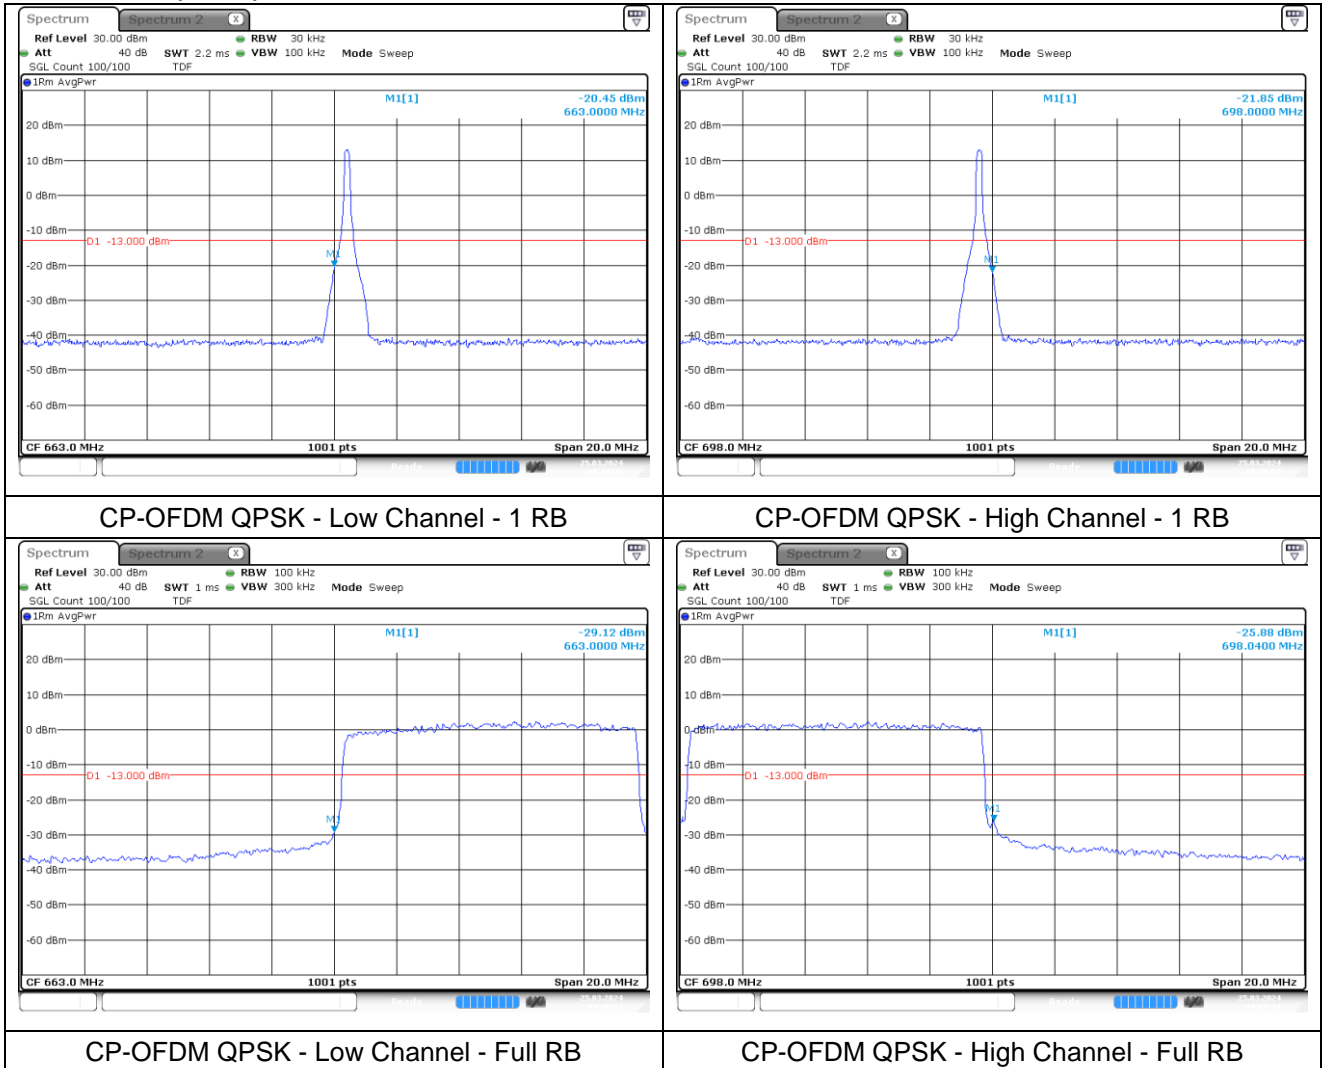 Spectrum Spectrum 2 X
Ref Level 30.00 dBm RBW 30 kHz
Att 40 dB SWT 2.2 ms VBW 100 kHz Mode Sweep
SGL Count 100/100 TDF
1Rm AvgPwr
M1[1] -20.45 dBm
663.0000 MHz
20 dBm
10 dBm
0 dBm
-10 dBm
D1 -13.000 dBm
M1
-20 dBm
-30 dBm
-40 dBm
-50 dBm
-60 dBm
CF 663.0 MHz 1001 pts Span 20.0 MHz
Ready 25.03.2024
CP-OFDM QPSK - Low Channel - 1 RB
Spectrum Spectrum 2 X
Ref Level 30.00 dBm RBW 30 kHz
Att 40 dB SWT 2.2 ms VBW 100 kHz Mode Sweep
SGL Count 100/100 TDF
1Rm AvgPwr
M1[1] -21.85 dBm
698.0000 MHz
20 dBm
10 dBm
0 dBm
-10 dBm
D1 -13.000 dBm
M1
-20 dBm
-30 dBm
-40 dBm
-50 dBm
-60 dBm
CF 698.0 MHz 1001 pts Span 20.0 MHz
Ready 25.03.2024
CP-OFDM QPSK - High Channel - 1 RB
Spectrum Spectrum 2 X
Ref Level 30.00 dBm RBW 100 kHz
Att 40 dB SWT 1 ms VBW 300 kHz Mode Sweep
SGL Count 100/100 TDF
1Rm AvgPwr
M1[1] -29.12 dBm
663.0000 MHz
20 dBm
10 dBm
0 dBm
-10 dBm
D1 -13.000 dBm
-20 dBm
M1
-30 dBm
-40 dBm
-50 dBm
-60 dBm
CF 663.0 MHz 1001 pts Span 20.0 MHz
Ready 25.03.2024
CP-OFDM QPSK - Low Channel - Full RB
Spectrum Spectrum 2 X
Ref Level 30.00 dBm RBW 100 kHz
Att 40 dB SWT 1 ms VBW 300 kHz Mode Sweep
SGL Count 100/100 TDF
1Rm AvgPwr
M1[1] -25.88 dBm
698.0400 MHz
20 dBm
10 dBm
0 dBm
-10 dBm
D1 -13.000 dBm
-20 dBm
M1
-30 dBm
-40 dBm
-50 dBm
-60 dBm
CF 698.0 MHz 1001 pts Span 20.0 MHz
Ready 25.03.2024
CP-OFDM QPSK - High Channel - Full RB